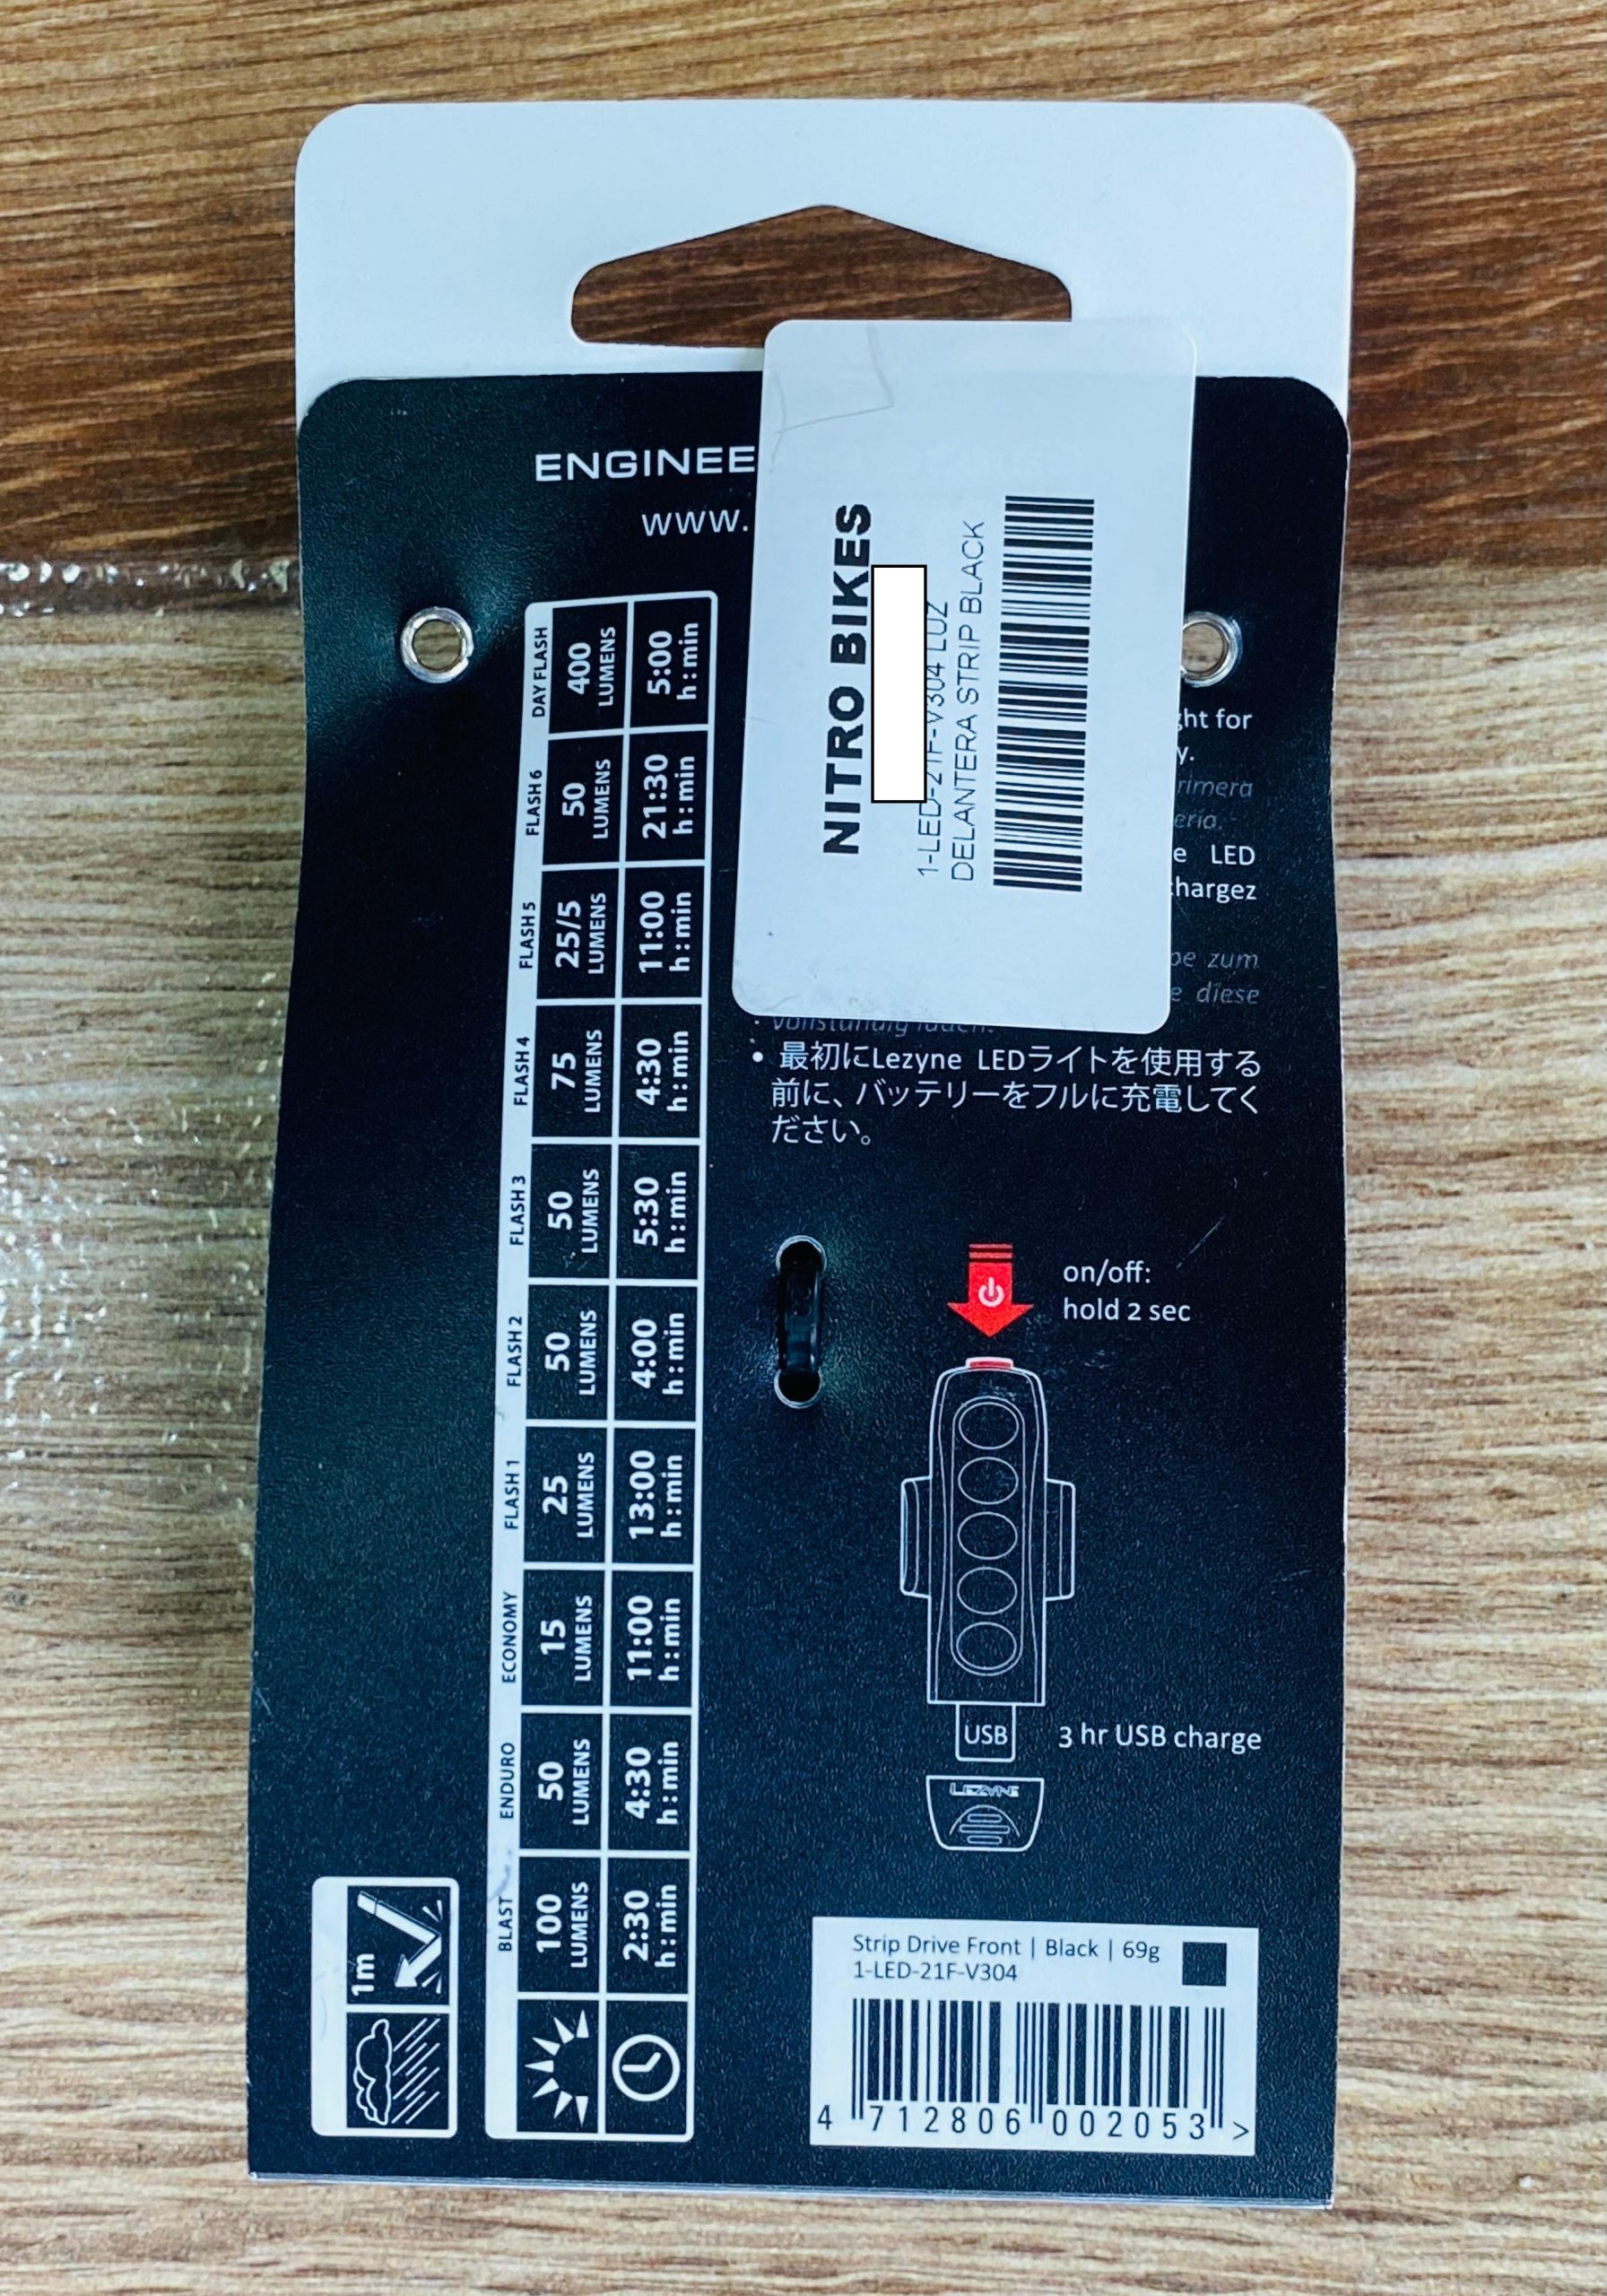 ENGINEE
www.
NITRO BIKES
1-LED-21F-V304 LUZ
DELANTERA STRIP BLACK
ght for
y.
rimera
ería.
e LED
chargez
pe zum
e diese
vollständig laden.
• 最初にLezyne LEDライトを使用する
前に、バッテリーをフルに充電してく
ださい。
DAY FLASH
400
LUMENS
5:00
h:min
FLASH 6
50
LUMENS
21:30
h:min
FLASH 5
25/5
LUMENS
11:00
h:min
FLASH 4
75
LUMENS
4:30
h:min
FLASH 3
50
LUMENS
5:30
h:min
FLASH 2
50
LUMENS
4:00
h:min
FLASH 1
25
LUMENS
13:00
h:min
ECONOMY
15
LUMENS
11:00
h:min
ENDURO
50
LUMENS
4:30
h:min
BLAST
100
LUMENS
2:30
h:min
1m
on/off:
hold 2 sec
USB
3 hr USB charge
LEZYNE
Strip Drive Front | Black | 69g
1-LED-21F-V304
4 712806 002053 >